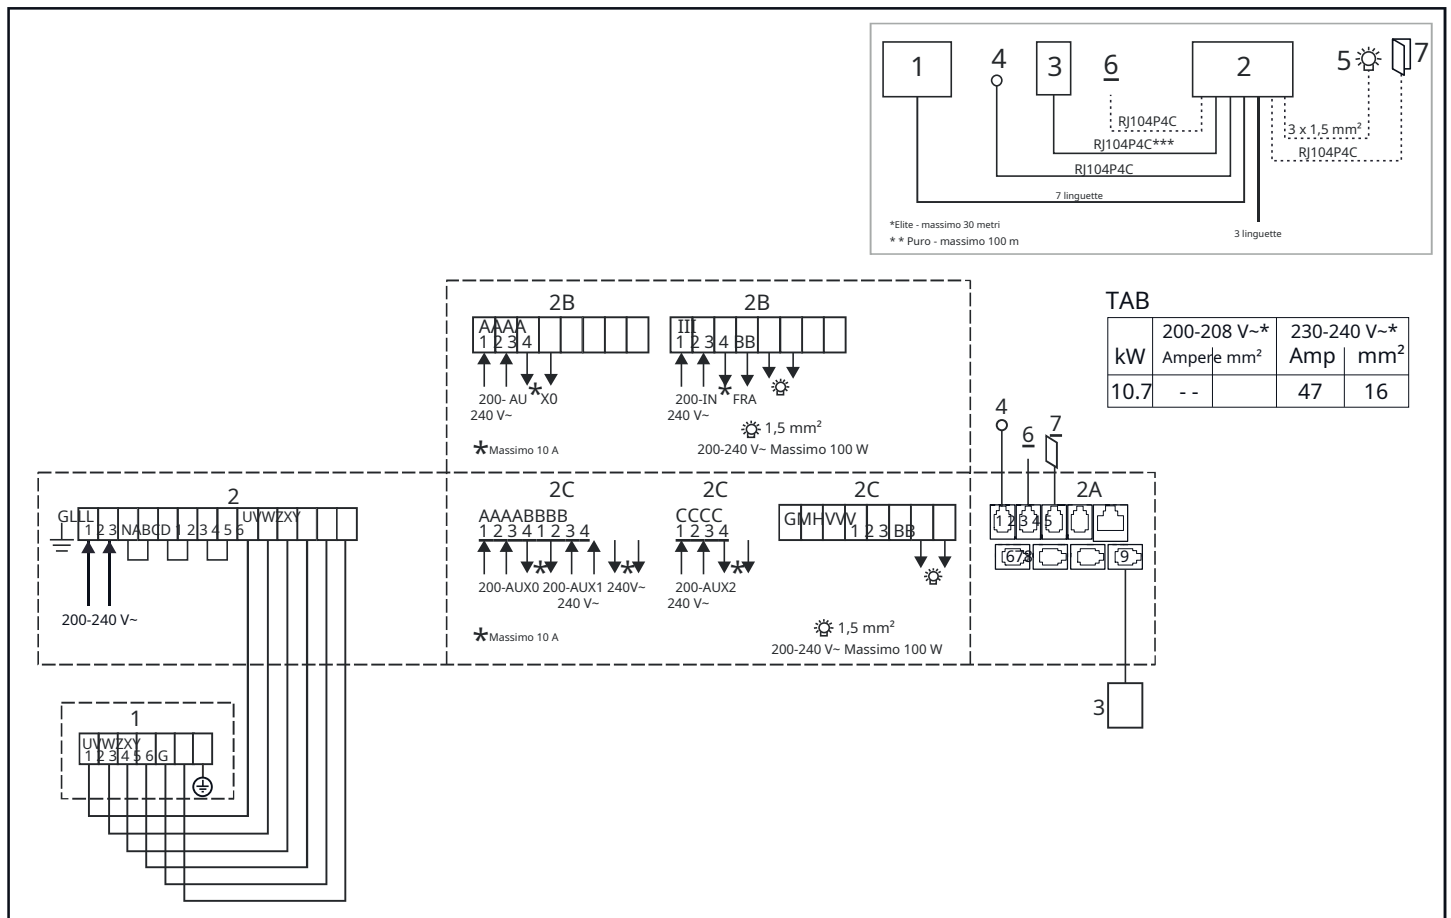 1
4
3
6
2
5
7
RJ104P4C
3 x 1,5 mm²
RJ104P4C***
RJ104P4C
RJ104P4C
7 linguette
*Elite - massimo 30 metri
* * Puro - massimo 100 m
3 linguette
TAB
200-208 V~* 230-240 V~*
kW Ampere mm² Amp mm²
10.7 - - 47 16
2B
AAAA
1 2 3 4
200- AU *X0
240 V~
*Massimo 10 A
2B
III
1 2 3 4 BB
200-IN * FRA
240 V~
1,5 mm²
200-240 V~ Massimo 100 W
2
GLLL UVWZXY
1 2 3 NABCD 1 2 3 4 5 6
200-240 V~
2C
AAAABBBB
1 2 3 4 1 2 3 4
* *
200-AUX0 200-AUX1 240V~
240 V~
*Massimo 10 A
2C
CCCC
1 2 3 4
*
200-AUX2
240 V~
2C
GMHVVV
1 2 3 BB
1,5 mm²
200-240 V~ Massimo 100 W
4
6
7
2A
1 2 3 4 5
678 9
3
1
UVWZXY
1 2 3 4 5 6 G